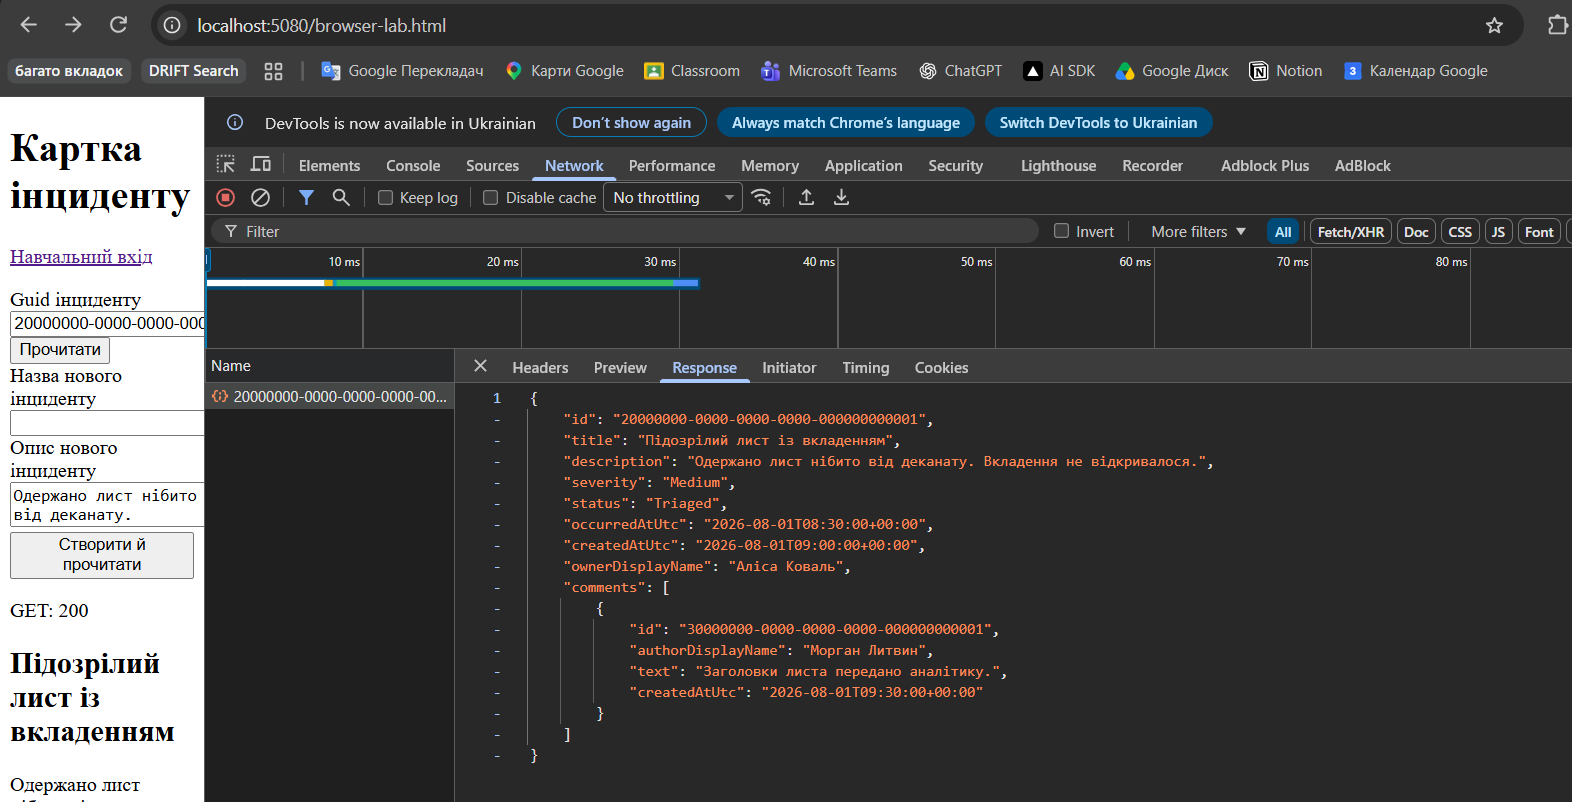 localhost:5080/browser-lab.html
багато вкладок DRIFT Search Google Перекладач Карти Google Classroom Microsoft Teams ChatGPT AI SDK Google Диск Notion 3 Календар Google
Картка
інциденту
Навчальний вхід
Guid інциденту
20000000-0000-0000-000
Прочитати
Назва нового
інциденту
Опис нового
інциденту
Одержано лист нібито
від деканату.
Створити й
прочитати
GET: 200
Підозрілий
лист із
вкладенням
Одержано лист
DevTools is now available in Ukrainian Don't show again Always match Chrome's language Switch DevTools to Ukrainian
Elements Console Sources Network Performance Memory Application Security Lighthouse Recorder Adblock Plus AdBlock
Keep log Disable cache No throttling
Filter Invert More filters All Fetch/XHR Doc CSS JS Font
10 ms 20 ms 30 ms 40 ms 50 ms 60 ms 70 ms 80 ms
Name
20000000-0000-0000-0000-00...
Headers Preview Response Initiator Timing Cookies
1 {
- "id": "20000000-0000-0000-0000-000000000001",
- "title": "Підозрілий лист із вкладенням",
- "description": "Одержано лист нібито від деканату. Вкладення не відкривалося.",
- "severity": "Medium",
- "status": "Triaged",
- "occurredAtUtc": "2026-08-01T08:30:00+00:00",
- "createdAtUtc": "2026-08-01T09:00:00+00:00",
- "ownerDisplayName": "Аліса Коваль",
- "comments": [
- {
- "id": "30000000-0000-0000-0000-000000000001",
- "authorDisplayName": "Морган Литвин",
- "text": "Заголовки листа передано аналітику.",
- "createdAtUtc": "2026-08-01T09:30:00+00:00"
- }
- ]
- }